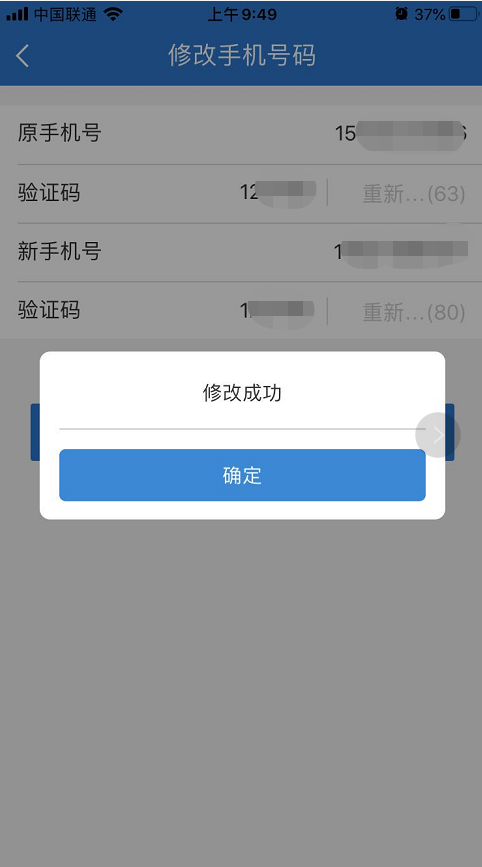 中国联通 上午9:49 37%
修改手机号码
原手机号 15 6
验证码 12 重新...(63)
新手机号 1
验证码 1 重新...(80)
修改成功
确定